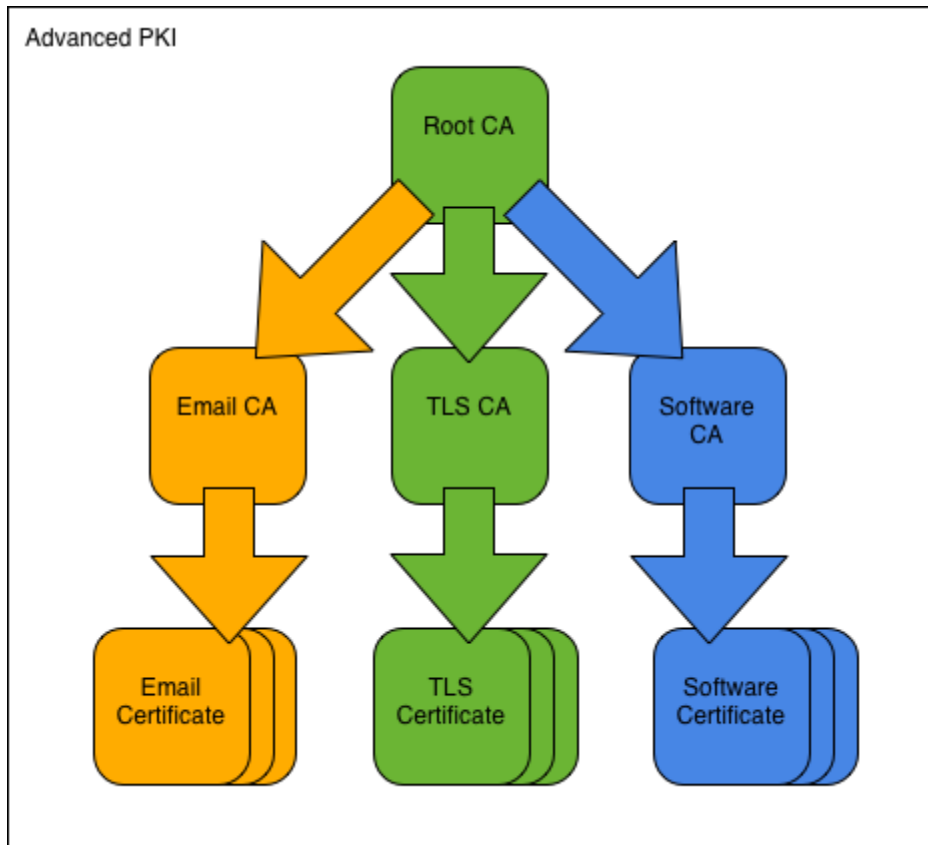 Advanced PKI
Root CA
Email CA
TLS CA
Software
CA
Email
Certificate
TLS
Certificate
Software
Certificate